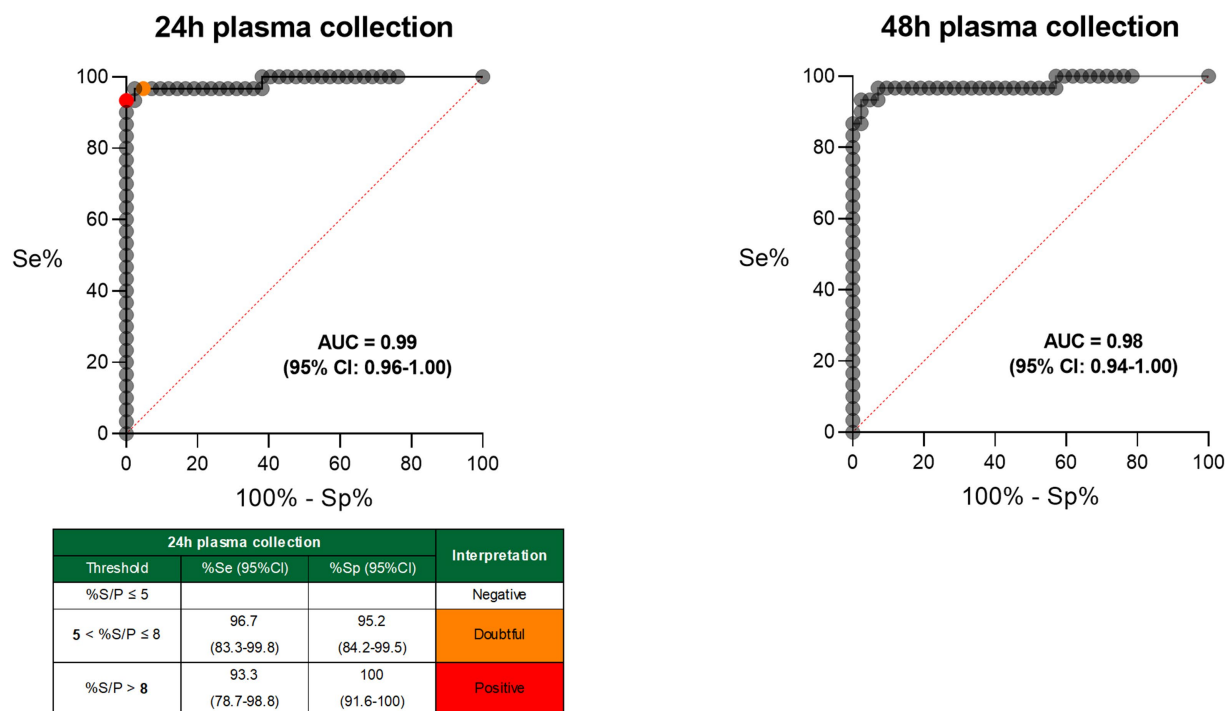 24h plasma collection
100
80
60
Se%
40
20
0
0 20 40 60 80 100
100% - Sp%
AUC = 0.99
(95% CI: 0.96-1.00)
48h plasma collection
100
80
60
Se%
40
20
0
0 20 40 60 80 100
100% - Sp%
AUC = 0.98
(95% CI: 0.94-1.00)
24h plasma collection Interpretation
Threshold %Se (95%CI) %Sp (95%CI)
%S/P ≤ 5 Negative
5 < %S/P ≤ 8 96.7 95.2 Doubtful
(83.3-99.8) (84.2-99.5)
%S/P > 8 93.3 100 Positive
(78.7-98.8) (91.6-100)